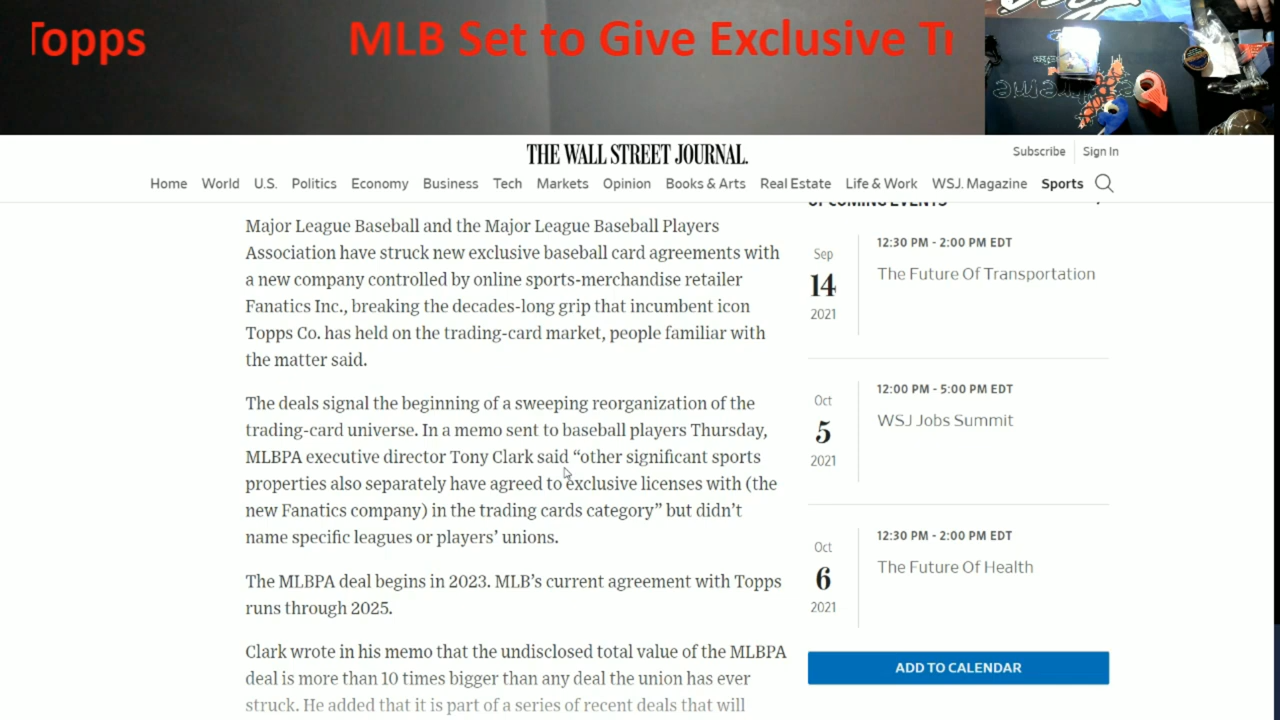 Topps MLB Set to Give Exclusive
THE WALL STREET JOURNAL.
Subscribe Sign In
Home World U.S. Politics Economy Business Tech Markets Opinion Books & Arts Real Estate Life & Work WSJ. Magazine Sports
UPCOMING EVENTS
Major League Baseball and the Major League Baseball Players
Association have struck new exclusive baseball card agreements with
a new company controlled by online sports-merchandise retailer
Fanatics Inc., breaking the decades-long grip that incumbent icon
Topps Co. has held on the trading-card market, people familiar with
the matter said.
The deals signal the beginning of a sweeping reorganization of the
trading-card universe. In a memo sent to baseball players Thursday,
MLBPA executive director Tony Clark said “other significant sports
properties also separately have agreed to exclusive licenses with (the
new Fanatics company) in the trading cards category” but didn’t
name specific leagues or players’ unions.
The MLBPA deal begins in 2023. MLB’s current agreement with Topps
runs through 2025.
Clark wrote in his memo that the undisclosed total value of the MLBPA
deal is more than 10 times bigger than any deal the union has ever
struck. He added that it is part of a series of recent deals that will
Sep
14
2021
12:30 PM - 2:00 PM EDT
The Future Of Transportation
Oct
5
2021
12:00 PM - 5:00 PM EDT
WSJ Jobs Summit
Oct
6
2021
12:30 PM - 2:00 PM EDT
The Future Of Health
ADD TO CALENDAR